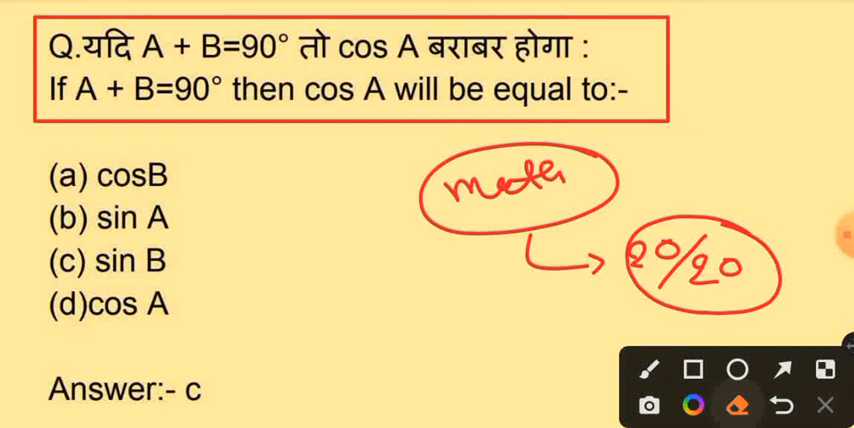 Q.यदि A + B=90° तो cos A बराबर होगा :
If A + B=90° then cos A will be equal to:-
(a) cosB
(b) sin A
(c) sin B
(d)cos A
20/20
Answer:- c